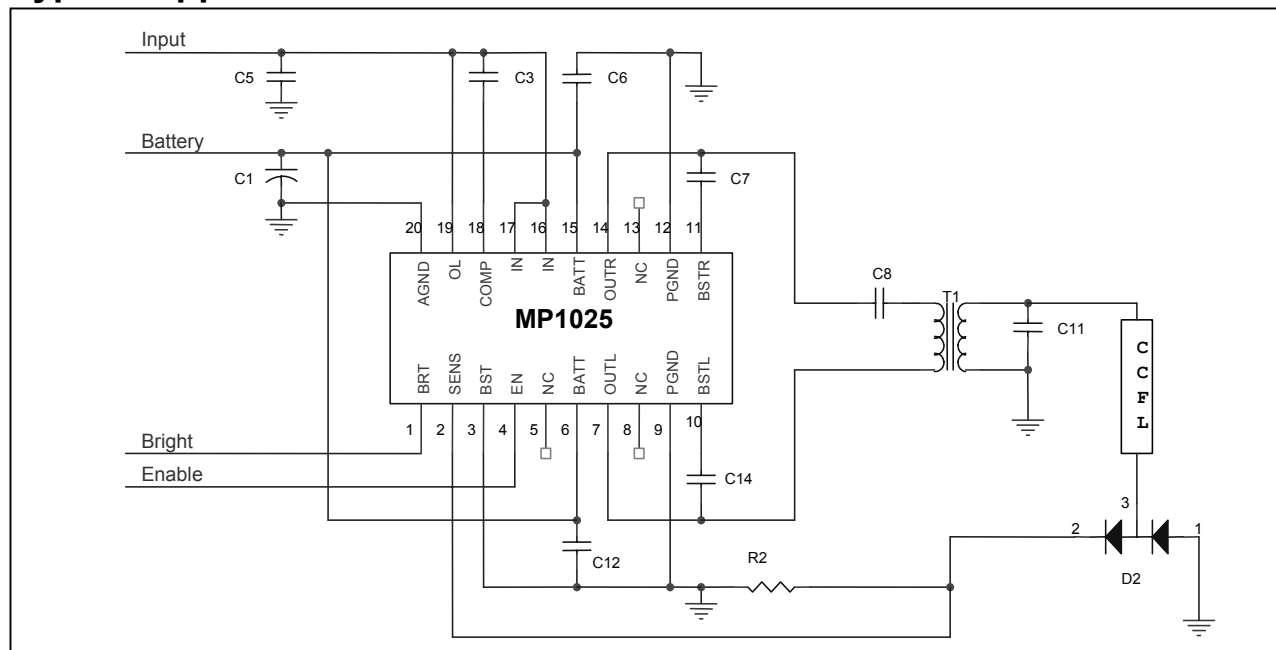 Input
C5
C3
C6
Battery
C1
C7
20 19 18 17 16 15 14 13 12 11
AGND OL COMP IN IN BATT OUTR NC PGND BSTR
MP1025
BRT SENS BST EN NC BATT OUTL NC PGND BSTL
1 2 3 4 5 6 7 8 9 10
C8
T1
C11
CCFL
Bright
Enable
C14
C12
R2
3
2
1
D2